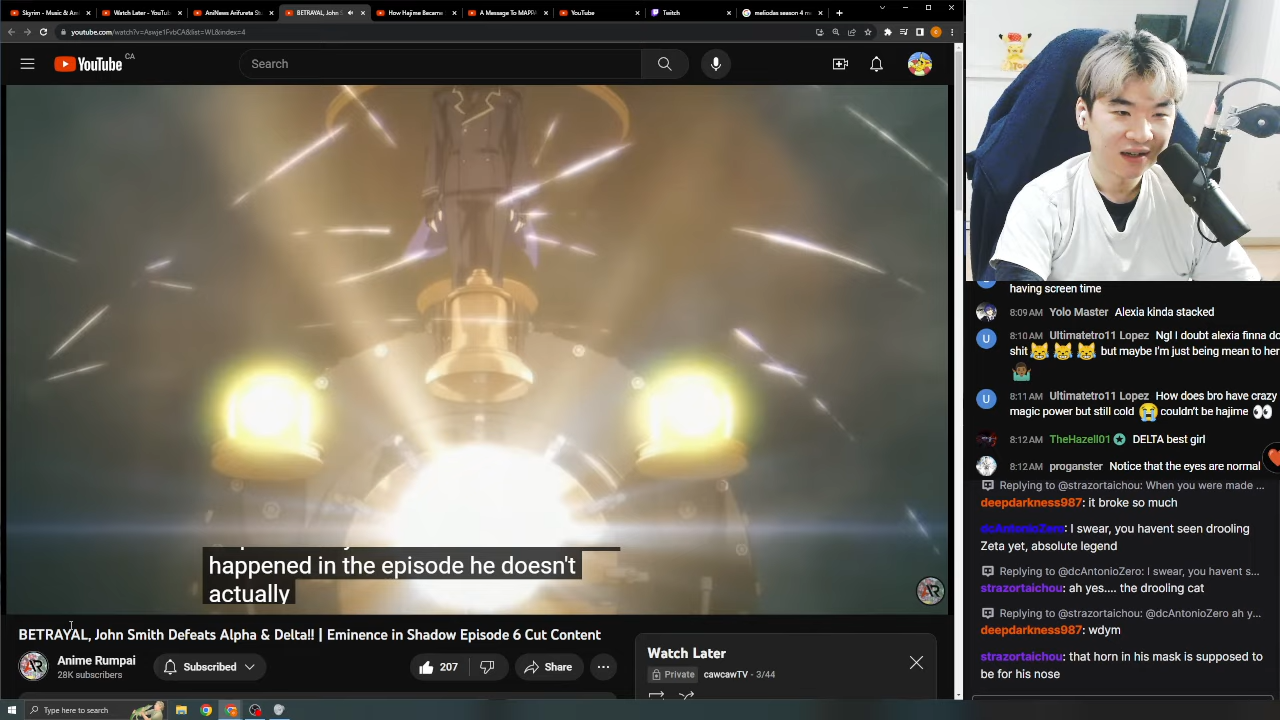 Skyrim - Music & An
Watch Later - YouTu
AniNews Arifureta St
BETRAYAL, John S
How Hajime Became
A Message To MAPP
YouTube
Twitch
meliodas season 4 m
youtube.com/watch?v=Aswje1FvbCA&list=WL&index=4
YouTube CA
Search
happened in the episode he doesn't
actually
BETRAYAL, John Smith Defeats Alpha & Delta!! | Eminence in Shadow Episode 6 Cut Content
Anime Rumpai
28K subscribers
Subscribed
207
Share
Watch Later
Private
cawcawTV - 3/44
Type here to search
having screen time
8:09 AM Yolo Master Alexia kinda stacked
8:10 AM Ultimatetro11 Lopez Ngl I doubt alexia finna do
shit😹😹😹 but maybe I'm just being mean to her
🤷🏾‍♂️
8:11 AM Ultimatetro11 Lopez How does bro have crazy
magic power but still cold 😭 couldn't be hajime 👀
8:12 AM TheHazell01 DELTA best girl
8:12 AM proganster Notice that the eyes are normal
Replying to @strazortaichou: When you were made ...
deepdarkness987: it broke so much
dcAntonioZero: I swear, you havent seen drooling
Zeta yet, absolute legend
Replying to @dcAntonioZero: I swear, you havent s...
strazortaichou: ah yes.... the drooling cat
Replying to @strazortaichou: @dcAntonioZero ah y...
deepdarkness987: wdym
strazortaichou: that horn in his mask is supposed to
be for his nose